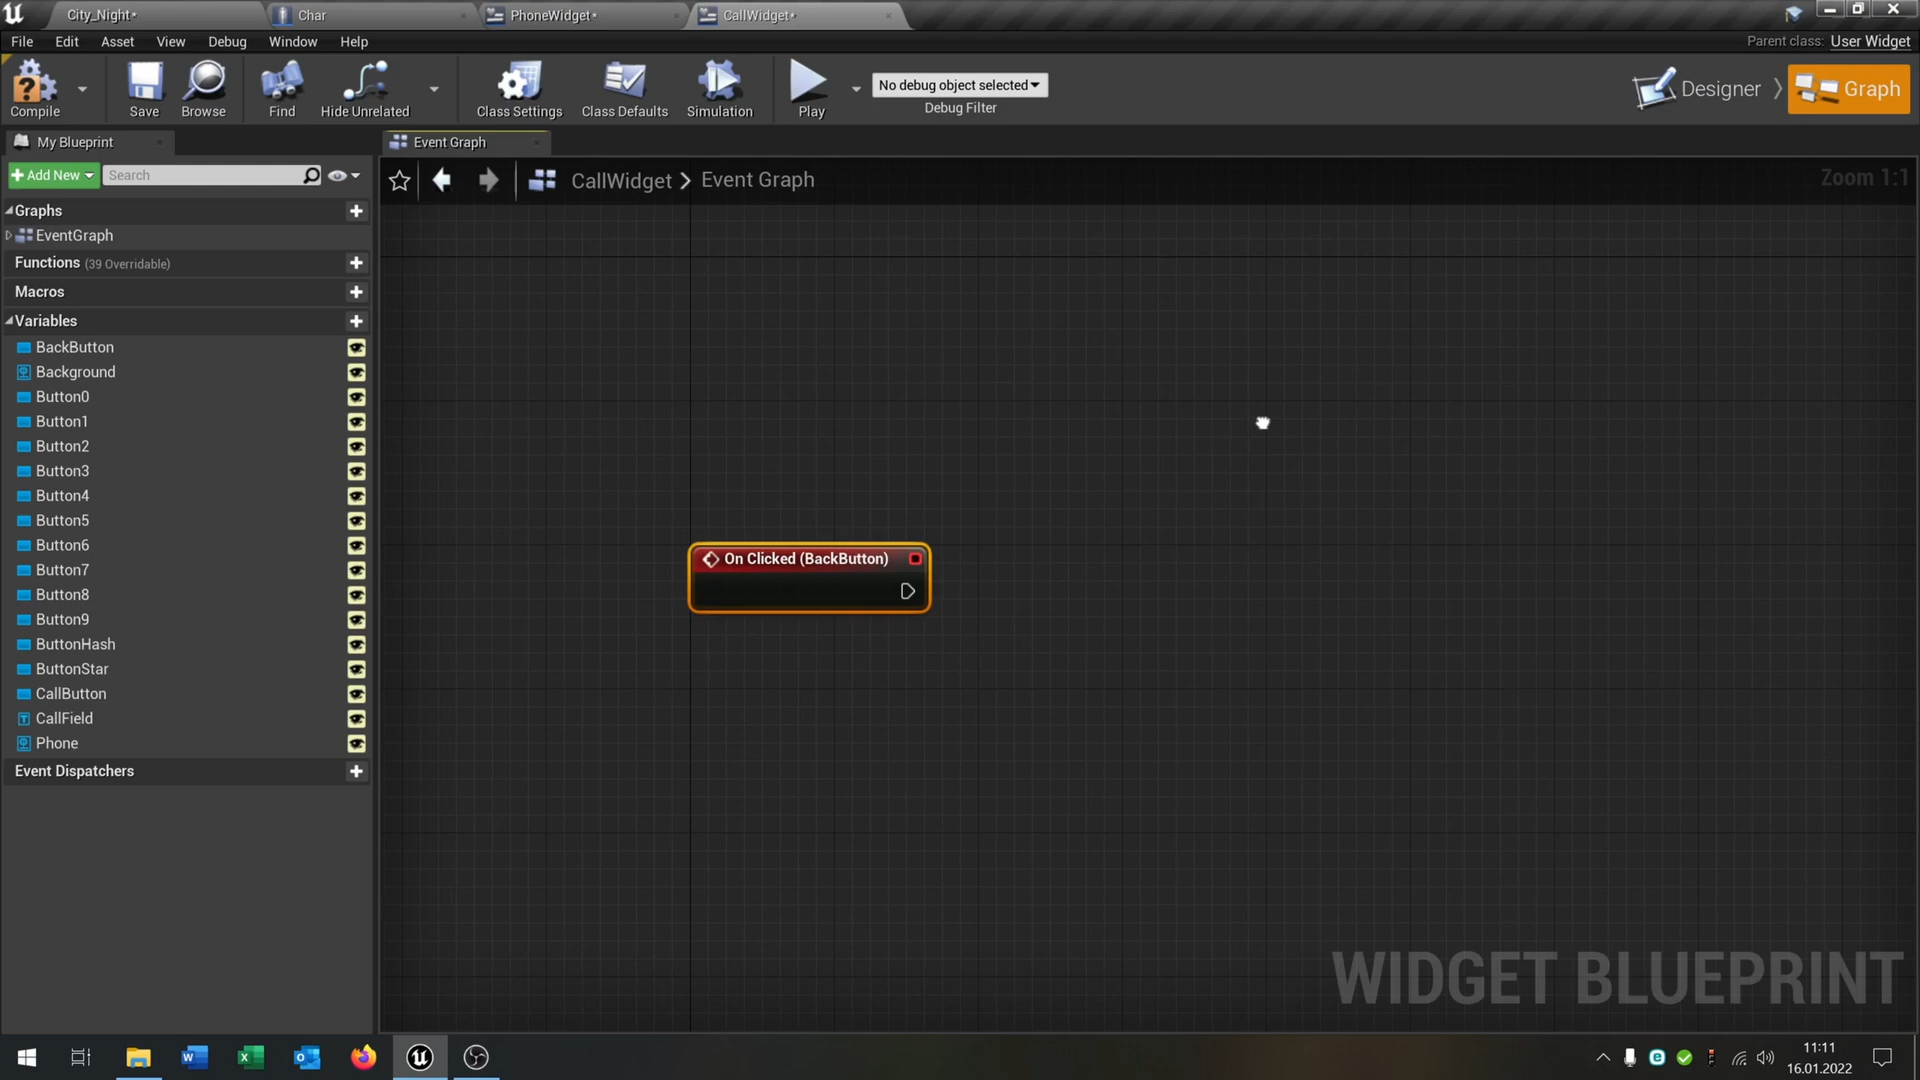 City_Night•
Char
PhoneWidget•
CallWidget•
File
Edit
Asset
View
Debug
Window
Help
Parent class:
User Widget
Compile
Save
Browse
Find
Hide Unrelated
Class Settings
Class Defaults
Simulation
Play
No debug object selected
Debug Filter
Designer
Graph
My Blueprint
Event Graph
Add New
Search
CallWidget > Event Graph
Zoom 1:1
Graphs
EventGraph
Functions (39 Overridable)
Macros
Variables
BackButton
Background
Button0
Button1
Button2
Button3
Button4
Button5
Button6
Button7
Button8
Button9
ButtonHash
ButtonStar
CallButton
CallField
Phone
Event Dispatchers
On Clicked (BackButton)
WIDGET BLUEPRINT
11:11
16.01.2022